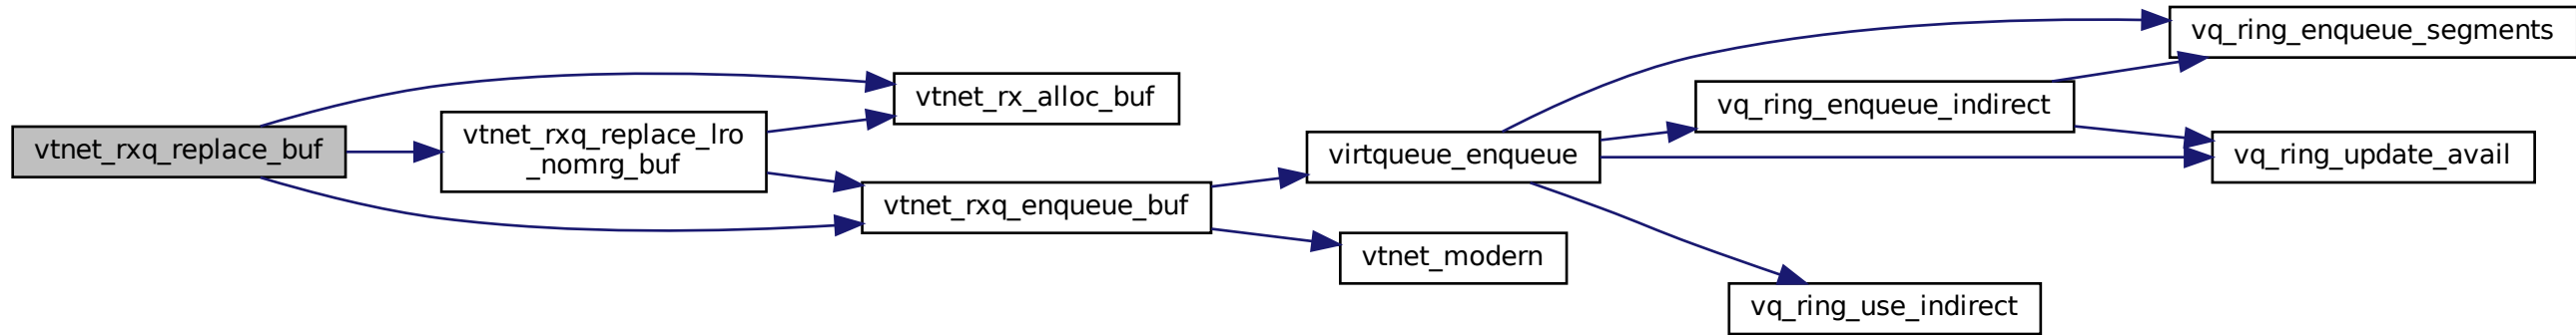 vtnet_rxq_replace_buf
vtnet_rxq_replace_lro
_nomrg_buf
vtnet_rx_alloc_buf
vtnet_rxq_enqueue_buf
virtqueue_enqueue
vtnet_modern
vq_ring_enqueue_indirect
vq_ring_use_indirect
vq_ring_enqueue_segments
vq_ring_update_avail